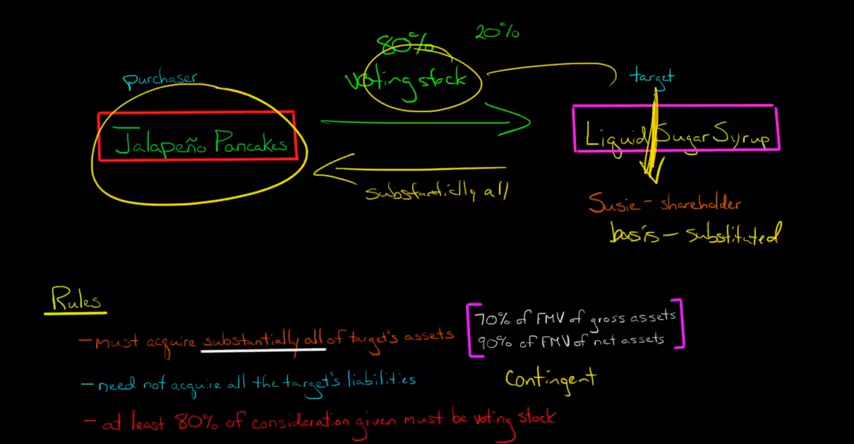 80%
20%
purchaser
voting stock
target
Jalapeño Pancakes
Liquid Sugar Syrup
substantially all
Susie - shareholder
basis - substituted
Rules
- must acquire substantially all of target's assets
70% of FMV of gross assets
90% of FMV of net assets
- need not acquire all the target's liabilities
Contingent
- at least 80% of consideration given must be voting stock